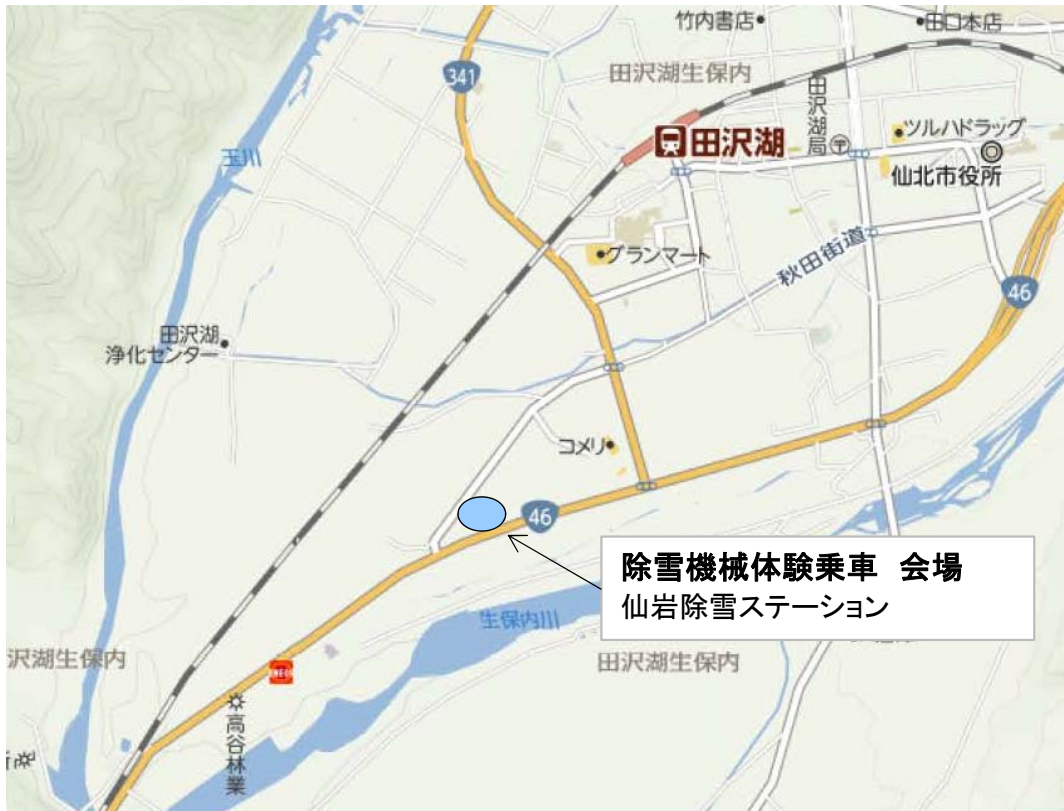 竹内書店
田口本店
341
田沢湖生保内
田沢湖局
ツルハドラッグ
玉川
田沢湖
仙北市役所
グランマート
秋田街道
46
田沢湖
浄化センター
コメリ
46
除雪機械体験乗車 会場
仙岩除雪ステーション
生保内川
沢湖生保内
田沢湖生保内
高谷林業